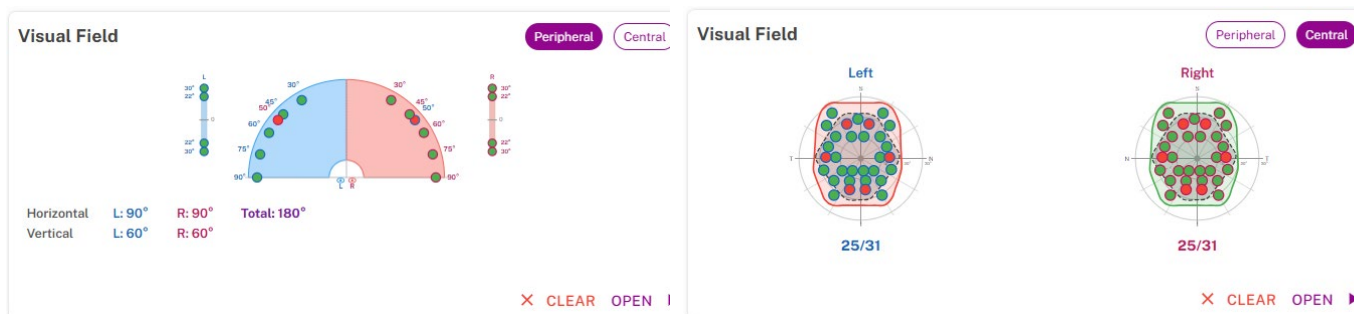 Visual Field
Peripheral
Central
L
30°
22°
0
22°
30°
30°
45°
50°
60°
75°
90°
30°
45°
50°
60°
75°
90°
L
R
R
30°
22°
0
22°
30°
Horizontal L: 90° R: 90° Total: 180°
Vertical L: 60° R: 60°
CLEAR OPEN
Visual Field
Peripheral
Central
Left
S
T
N
25/31
Right
S
N
T
25/31
CLEAR OPEN